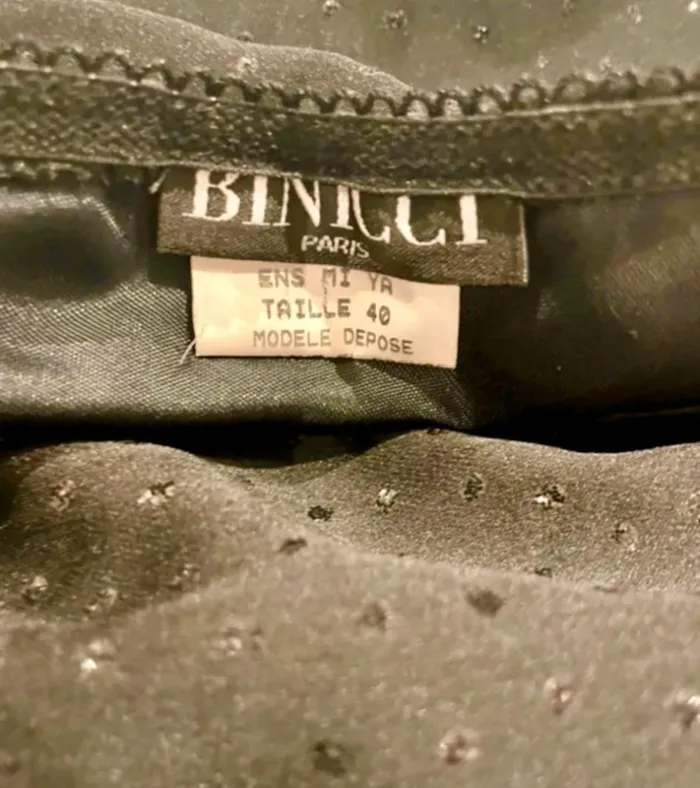 BINICCI
PARIS
ENS MI YA
TAILLE 40
MODELE DEPOSE